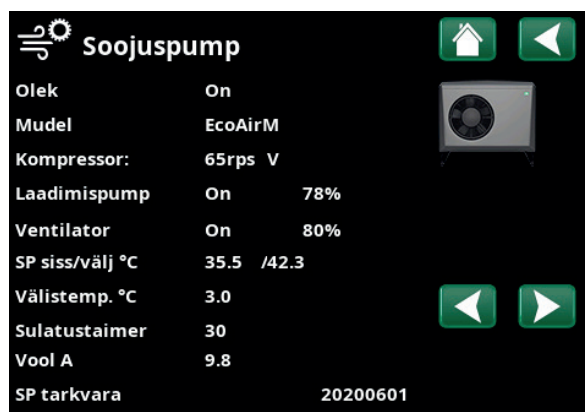 Soojuspump
Olek On
Mudel EcoAirM
Kompressor: 65rps V
Laadimispump On 78%
Ventilator On 80%
SP siss/välj °C 35.5 /42.3
Välistemp. °C 3.0
Sulatustaimer 30
Vool A 9.8
SP tarkvara 20200601